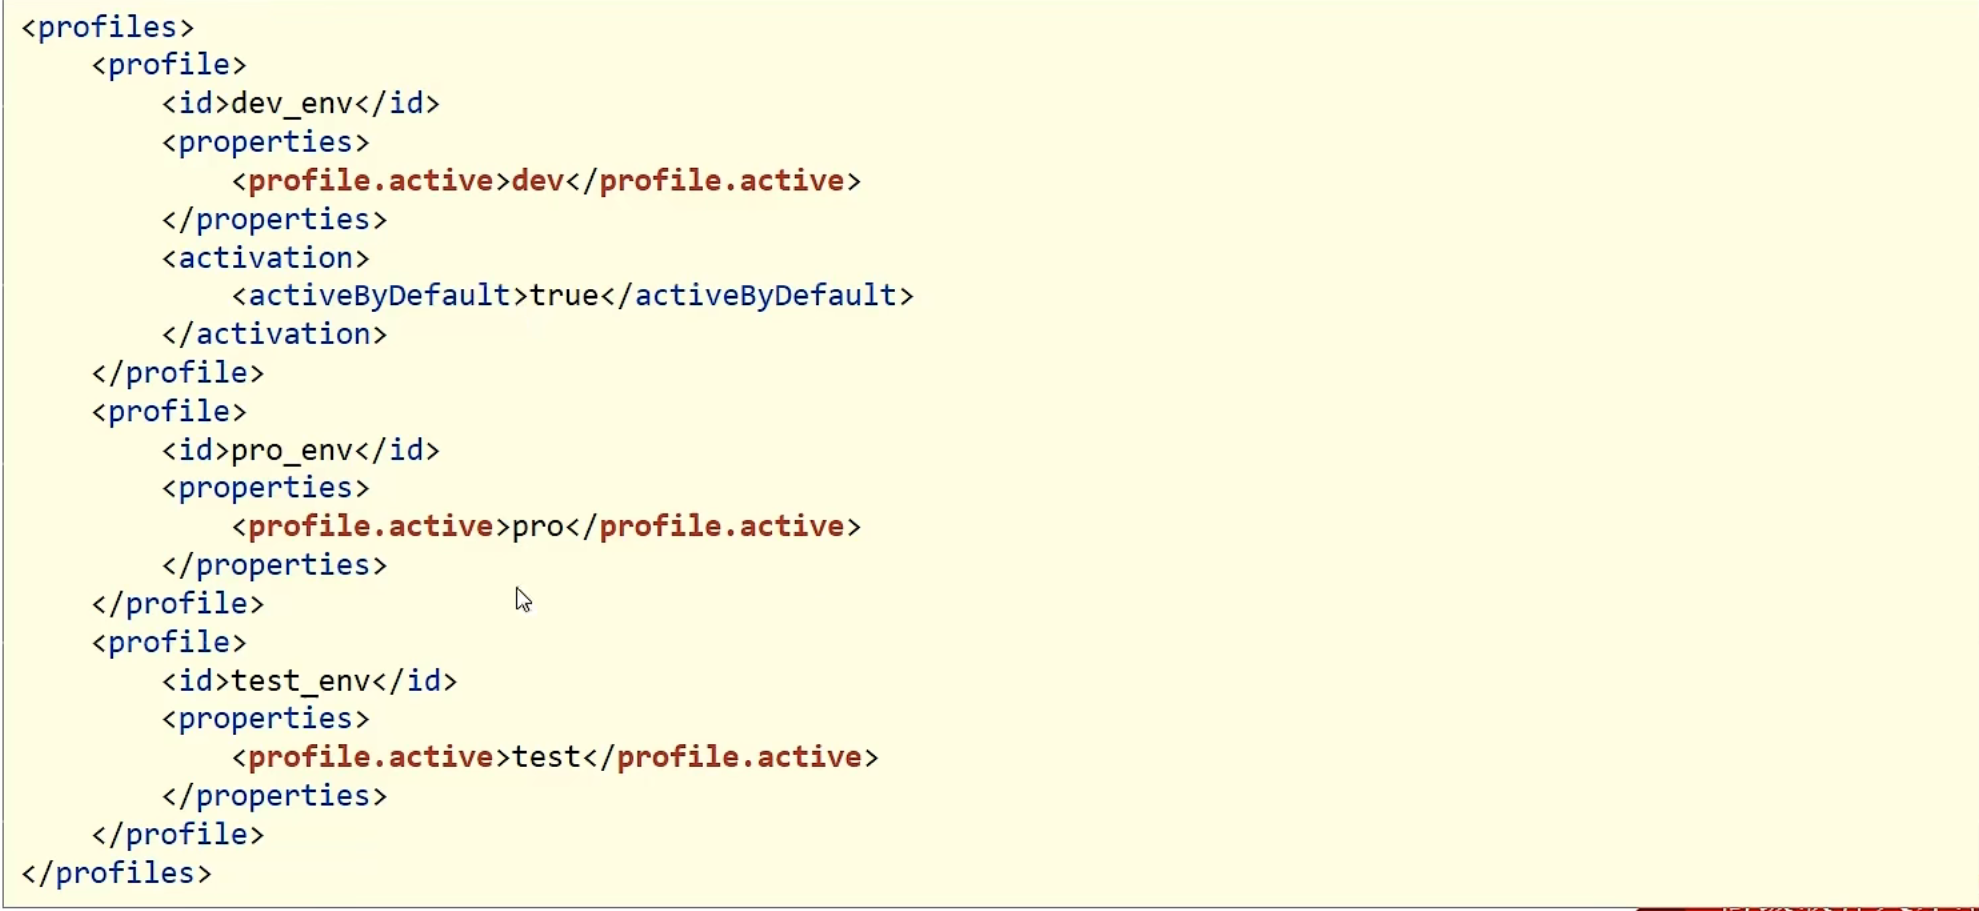 <profiles>
    <profile>
        <id>dev_env</id>
        <properties>
            <profile.active>dev</profile.active>
        </properties>
        <activation>
            <activeByDefault>true</activeByDefault>
        </activation>
    </profile>
    <profile>
        <id>pro_env</id>
        <properties>
            <profile.active>pro</profile.active>
        </properties>
    </profile>
    <profile>
        <id>test_env</id>
        <properties>
            <profile.active>test</profile.active>
        </properties>
    </profile>
</profiles>